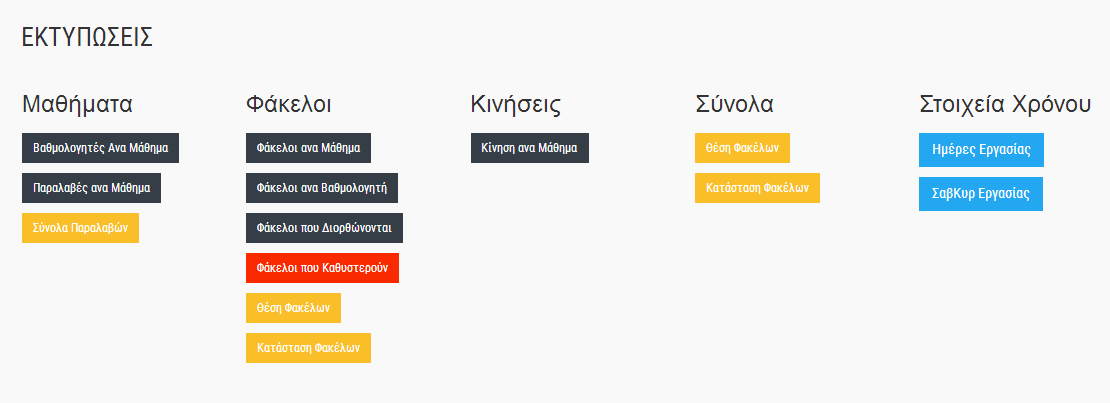 ΕΚΤΥΠΩΣΕΙΣ
Μαθήματα
Βαθμολογητές Ανα Μάθημα
Παραλαβές ανα Μάθημα
Σύνολα Παραλαβών
Φάκελοι
Φάκελοι ανα Μάθημα
Φάκελοι ανα Βαθμολογητή
Φάκελοι που Διορθώνονται
Φάκελοι που Καθυστερούν
Θέση Φακέλων
Κατάσταση Φακέλων
Κινήσεις
Κίνηση ανα Μάθημα
Σύνολα
Θέση Φακέλων
Κατάσταση Φακέλων
Στοιχεία Χρόνου
Ημέρες Εργασίας
ΣαβΚυρ Εργασίας